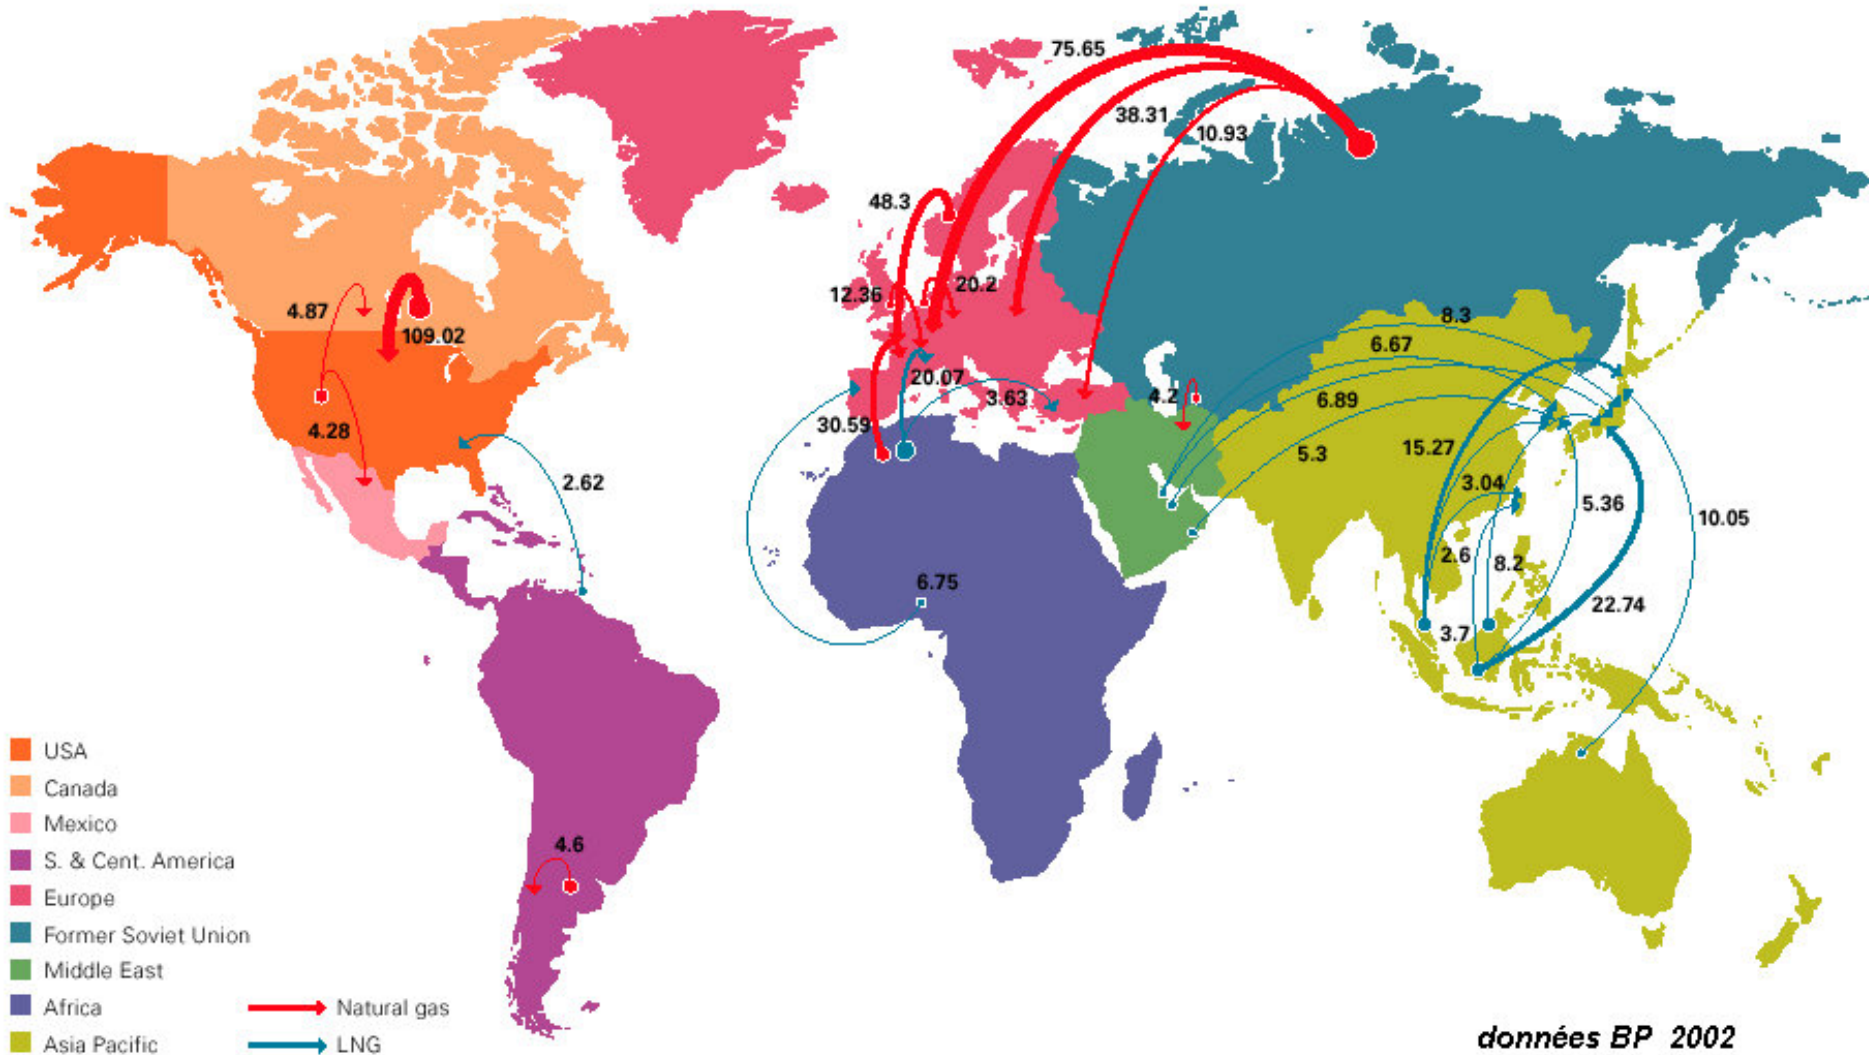 75.65
38.31
10.93
48.3
12.36
20.2
4.87
109.02
8.3
6.67
20.07
3.63
4.2
6.89
30.59
4.28
15.27
5.3
2.62
3.04
5.36
10.05
2.6
8.2
6.75
22.74
3.7
4.6
USA
Canada
Mexico
S. & Cent. America
Europe
Former Soviet Union
Middle East
Africa
Asia Pacific
Natural gas
LNG
données BP 2002